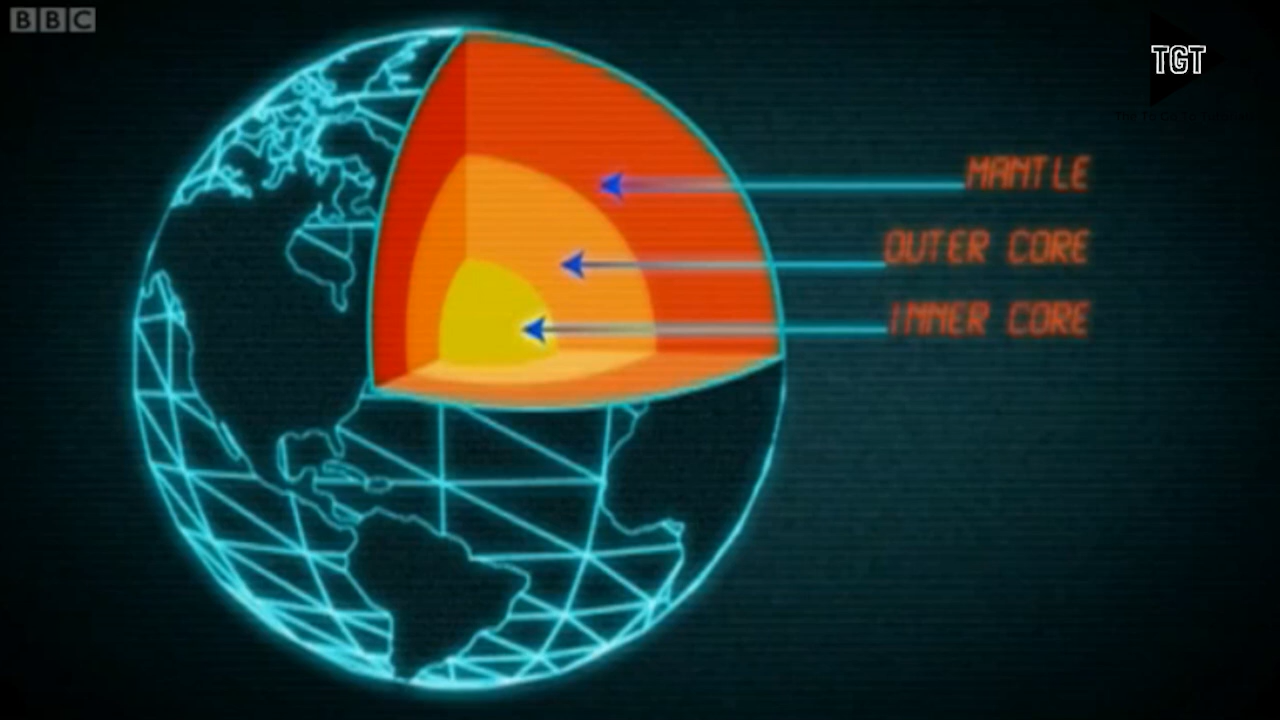 BBC
TGT
MANTLE
OUTER CORE
INNER CORE